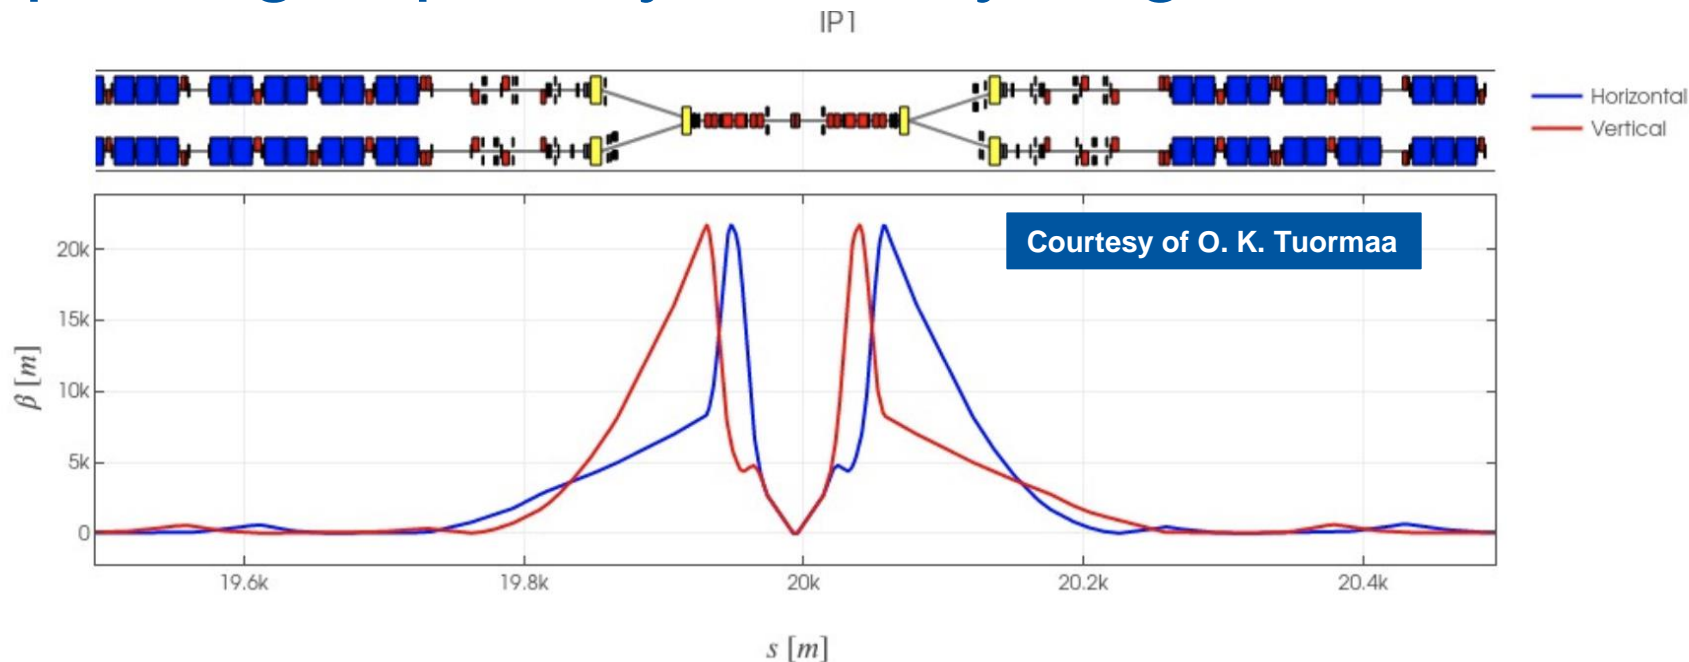 IP1
Horizontal
Vertical
Courtesy of O. K. Tuormaa
20k
15k
10k
5k
0
β [m]
19.6k 19.8k 20k 20.2k 20.4k
s [m]